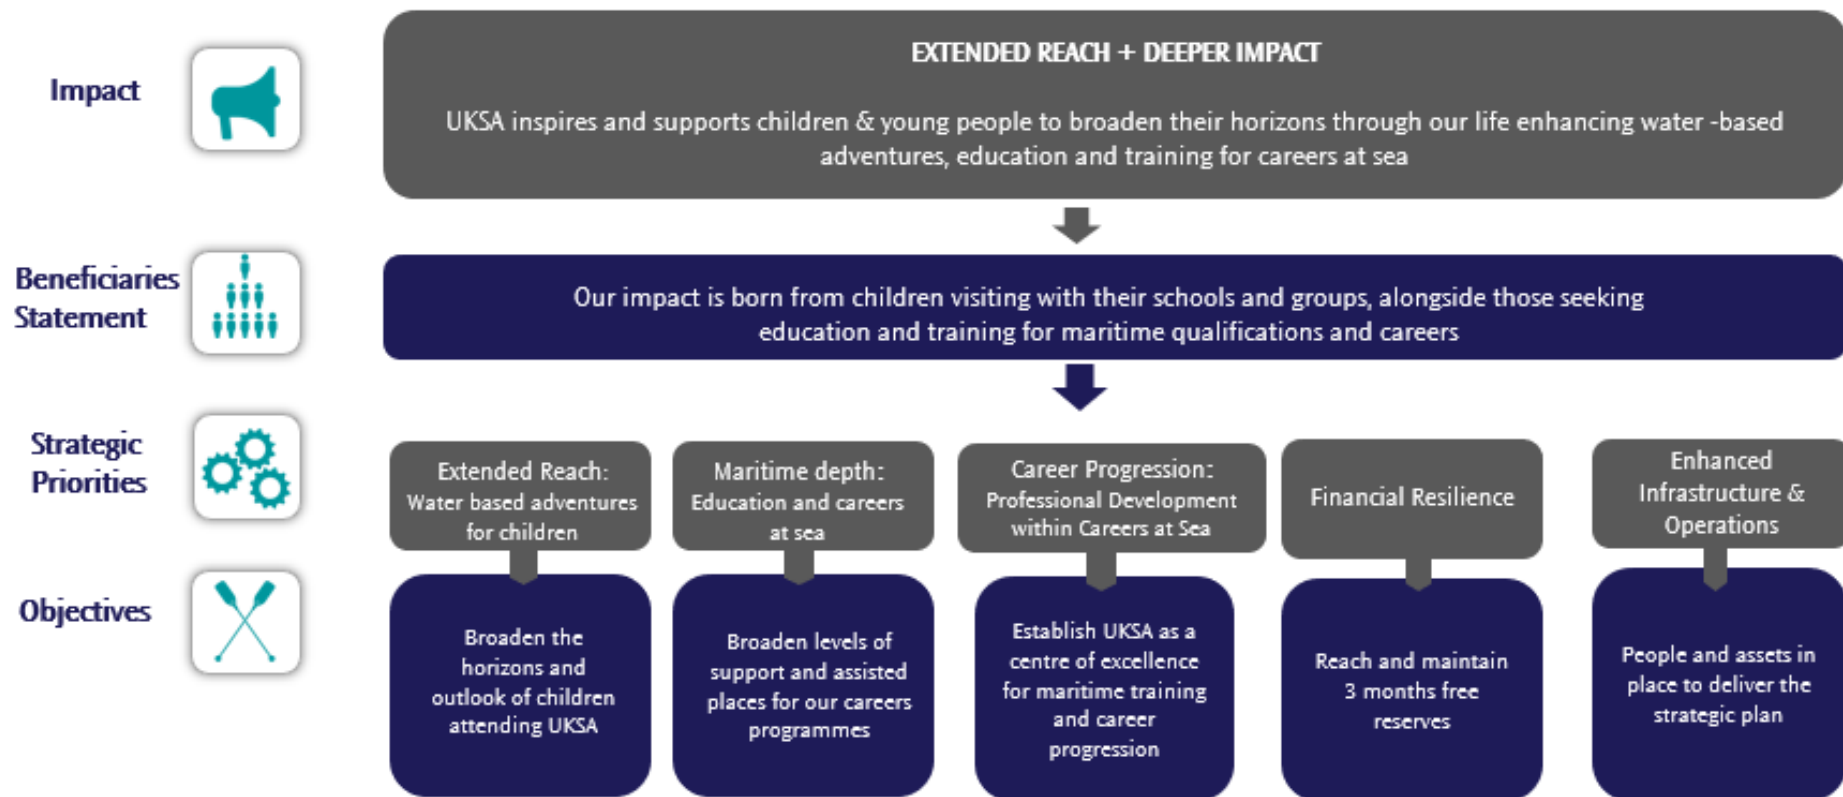 Impact
EXTENDED REACH + DEEPER IMPACT
UKSA inspires and supports children & young people to broaden their horizons through our life enhancing water -based
adventures, education and training for careers at sea
Beneficiaries
Statement
Our impact is born from children visiting with their schools and groups, alongside those seeking
education and training for maritime qualifications and careers
Strategic
Priorities
Extended Reach:
Water based adventures
for children
Maritime depth:
Education and careers
at sea
Career Progression:
Professional Development
within Careers at Sea
Financial Resilience
Enhanced
Infrastructure &
Operations
Objectives
Broaden the
horizons and
outlook of children
attending UKSA
Broaden levels of
support and assisted
places for our careers
programmes
Establish UKSA as a
centre of excellence
for maritime training
and career
progression
Reach and maintain
3 months free
reserves
People and assets in
place to deliver the
strategic plan